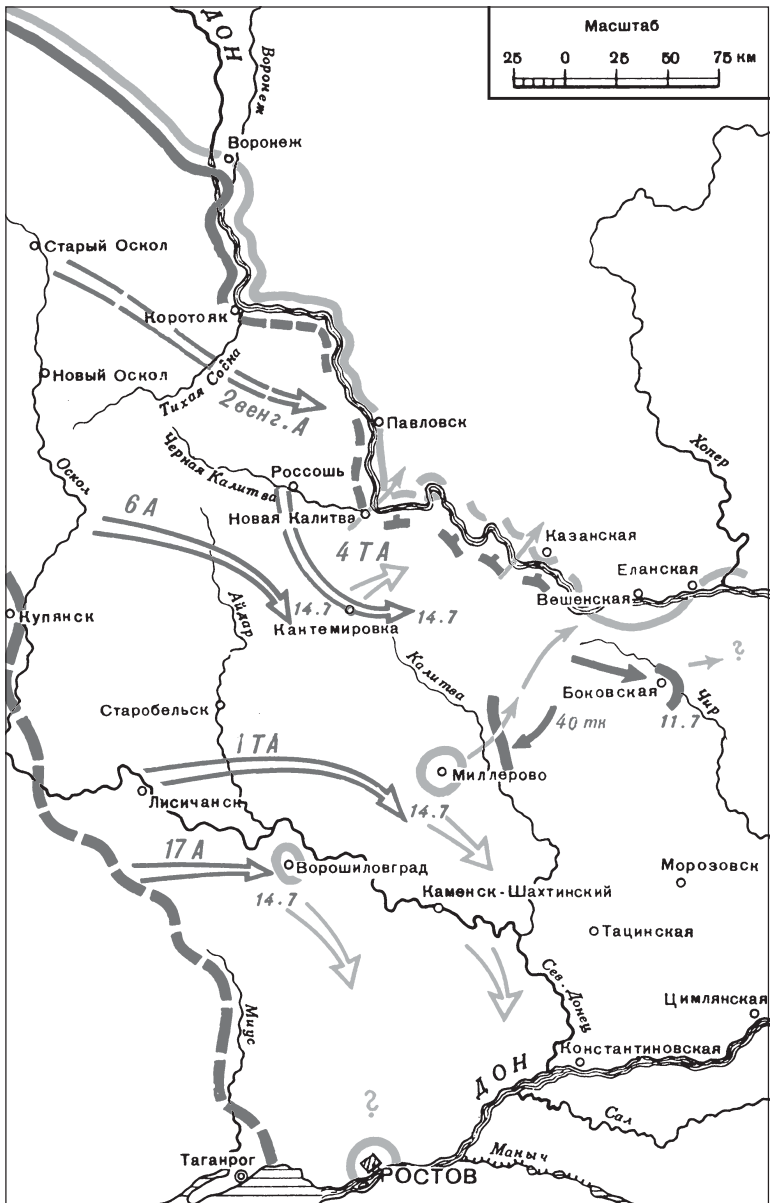 Масштаб
25 0 25 50 75 км
ДОН
Воронеж
Воронеж
Старый Оскол
Коротояк
Новый Оскол
Тихая Сосна
2 венг. А
Павловск
Черная Калитва
Россошь
Оскол
Хопер
6 А
Новая Калитва
4 ТА
Казанская
Еланская
Айдар
14.7
14.7
Вешенская
Купянск
Кантемировка
Калитва
?
Боковская
Чир
Старобельск
40 тк
11.7
1 ТА
Миллерово
Лисичанск
14.7
17 А
Ворошиловград
Морозовск
14.7
Каменск-Шахтинский
Тацинская
Сев. Донец
Цимлянская
Миус
Константиновская
ДОН
?
Сал
Маныч
Таганрог
РОСТОВ